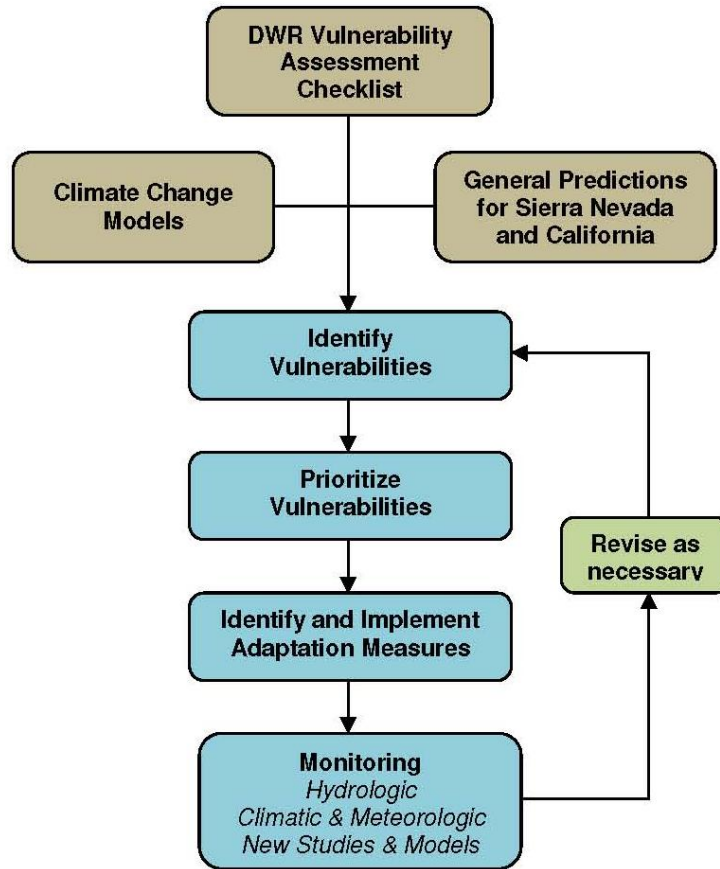 DWR Vulnerability
Assessment
Checklist
Climate Change
Models
General Predictions
for Sierra Nevada
and California
Identify
Vulnerabilities
Prioritize
Vulnerabilities
Revise as
necessary
Identify and Implement
Adaptation Measures
Monitoring
Hydrologic
Climatic & Meteorologic
New Studies & Models